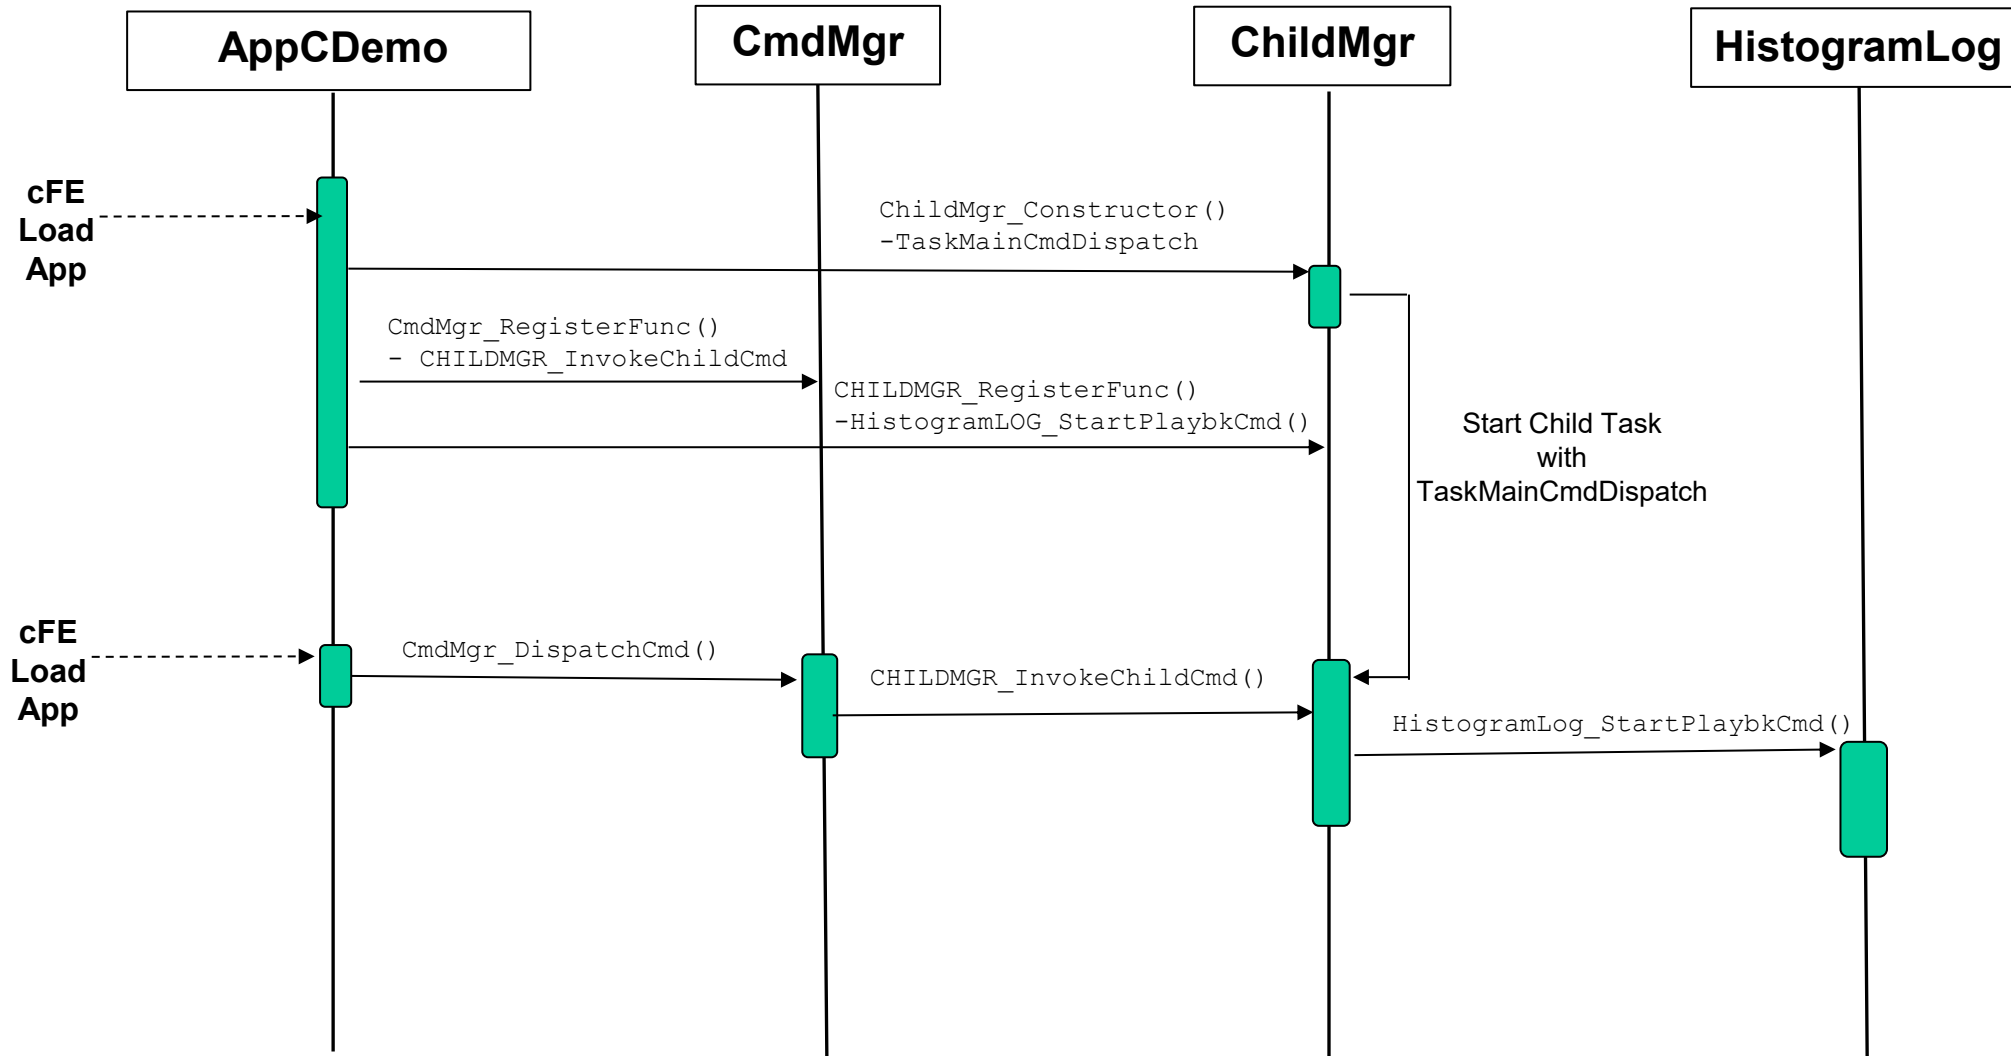 AppCDemo
CmdMgr
ChildMgr
HistogramLog
cFE
Load
App
ChildMgr_Constructor()
-TaskMainCmdDispatch
CmdMgr_RegisterFunc()
- CHILDMGR_InvokeChildCmd
CHILDMGR_RegisterFunc()
-HistogramLOG_StartPlaybkCmd()
Start Child Task
with
TaskMainCmdDispatch
cFE
Load
App
CmdMgr_DispatchCmd()
CHILDMGR_InvokeChildCmd()
HistogramLog_StartPlaybkCmd()